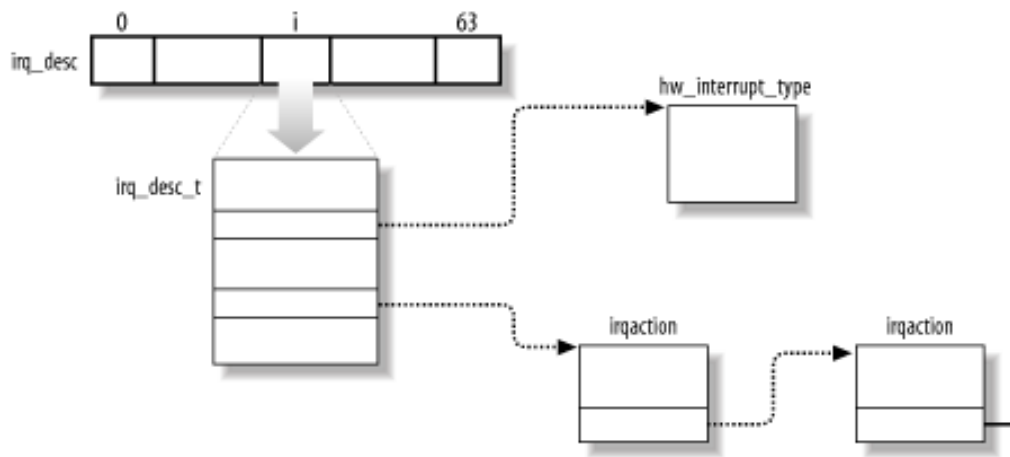 0 i 63
irq_desc
hw_interrupt_type
irq_desc_t
irqaction irqaction